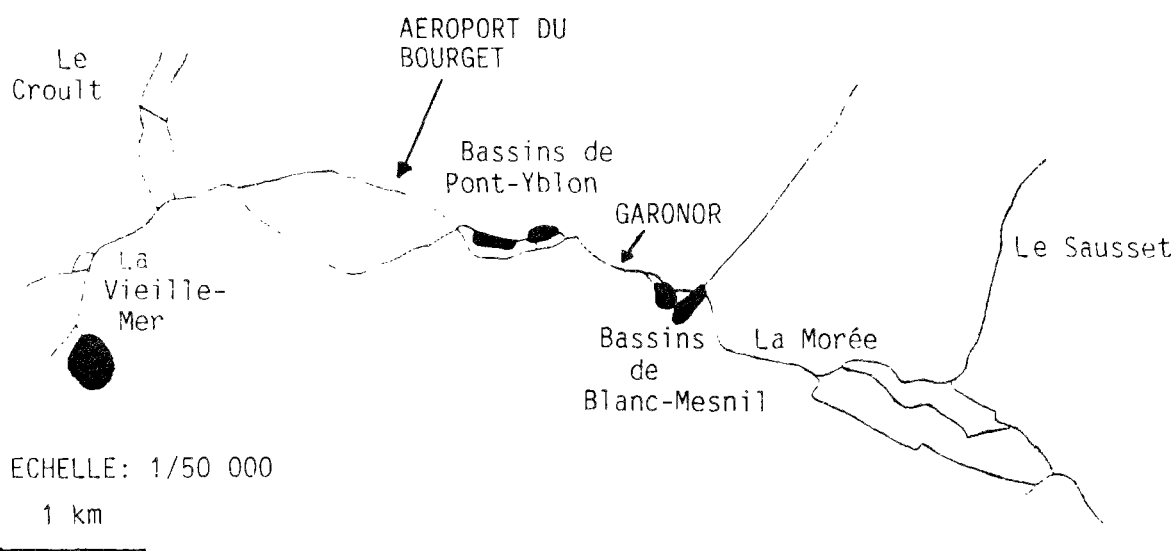 AEROPORT DU
BOURGET
Le
Croult
Bassins de
Pont-Yblon
GARONOR
Le Sausset
La
Vieille-
Mer
Bassins
de
Blanc-Mesnil
La Morée
ECHELLE: 1/50 000
1 km